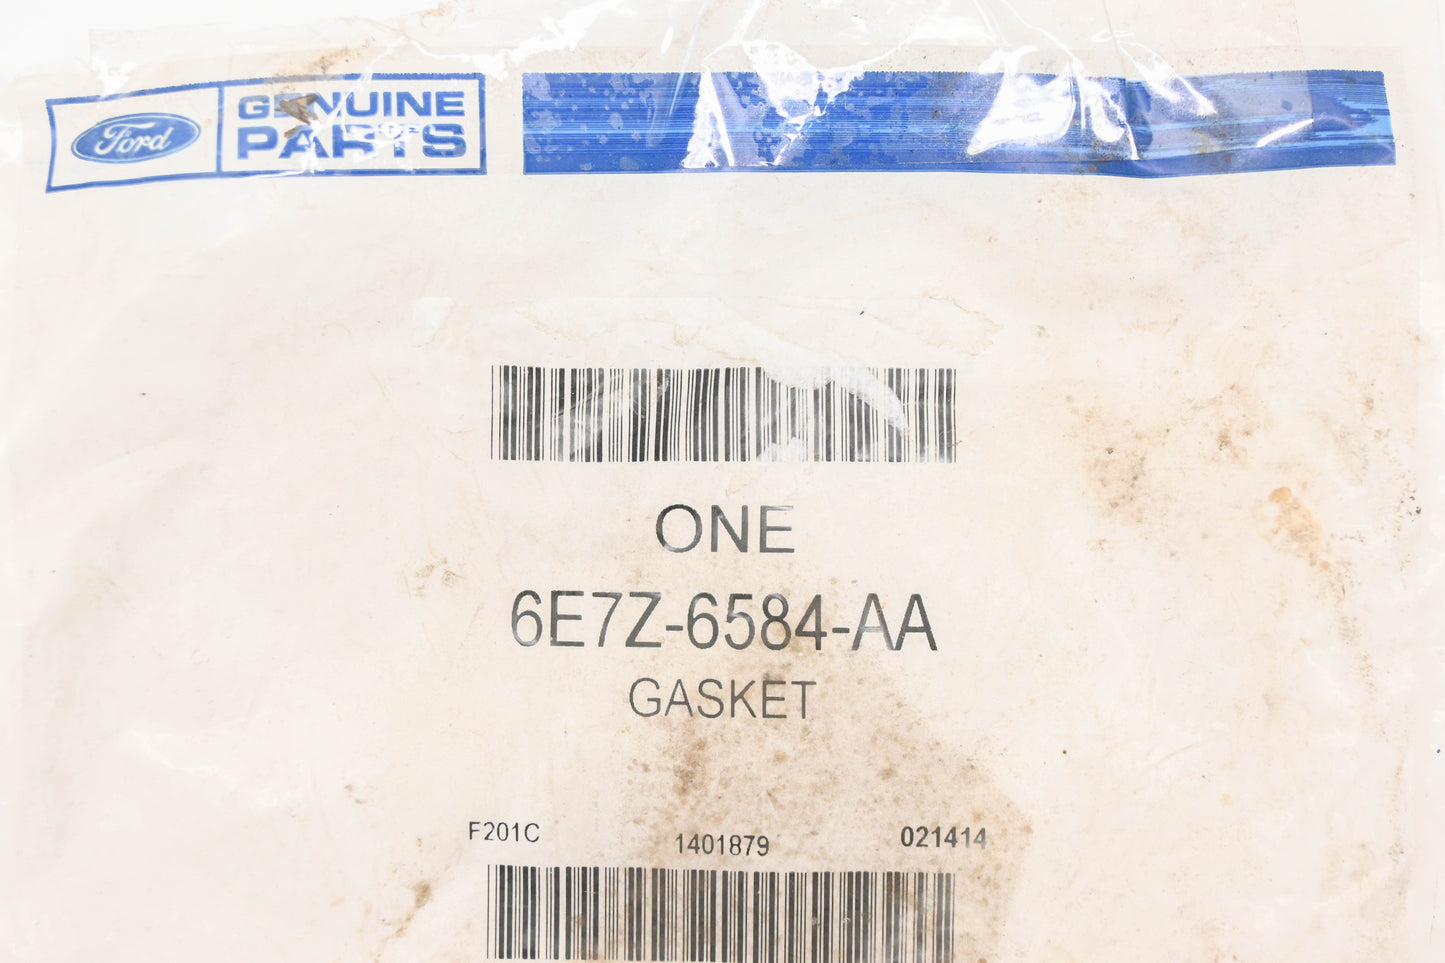 Ford
GENUINE
PARTS
ONE
6E7Z-6584-AA
GASKET
F201C 1401879 021414